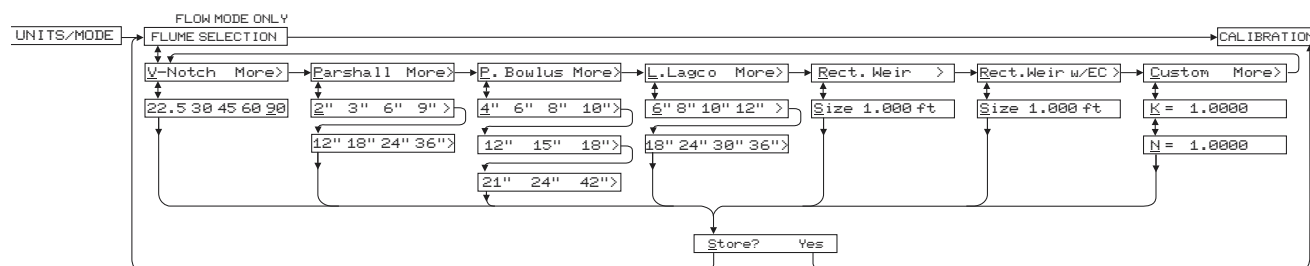 FLOW MODE ONLY
UNITS/MODE
FLUME SELECTION
CALIBRATION
V-Notch More>
Parshall More>
P. Bowlus More>
L.Lagco More>
Rect. Weir >
Rect.Weir w/EC >
Custom More>
22.5 30 45 60 90
2" 3" 6" 9" >
4" 6" 8" 10">
6" 8" 10" 12" >
Size 1.000 ft
Size 1.000 ft
K = 1.0000
12" 18" 24" 36">
12" 15" 18">
18" 24" 30" 36">
N = 1.0000
21" 24" 42">
Store? Yes